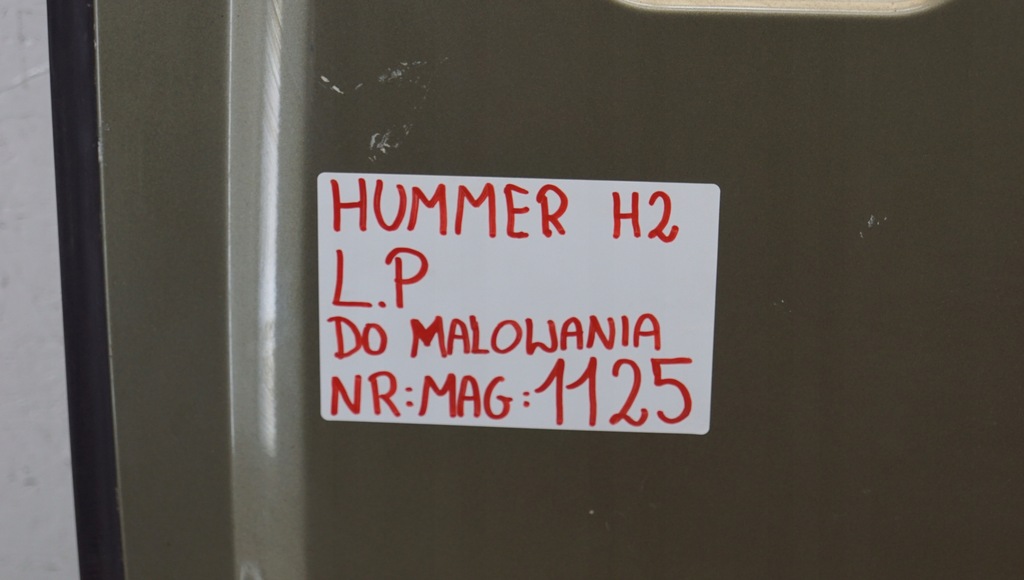 HUMMER H2
L.P
DO MALOWANIA
NR:MAG:1125